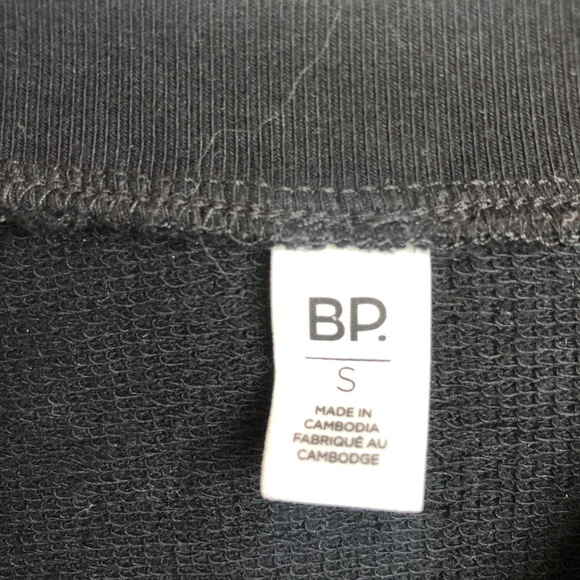 BP.
S
MADE IN
CAMBODIA
FABRIQUÉ AU
CAMBODGE